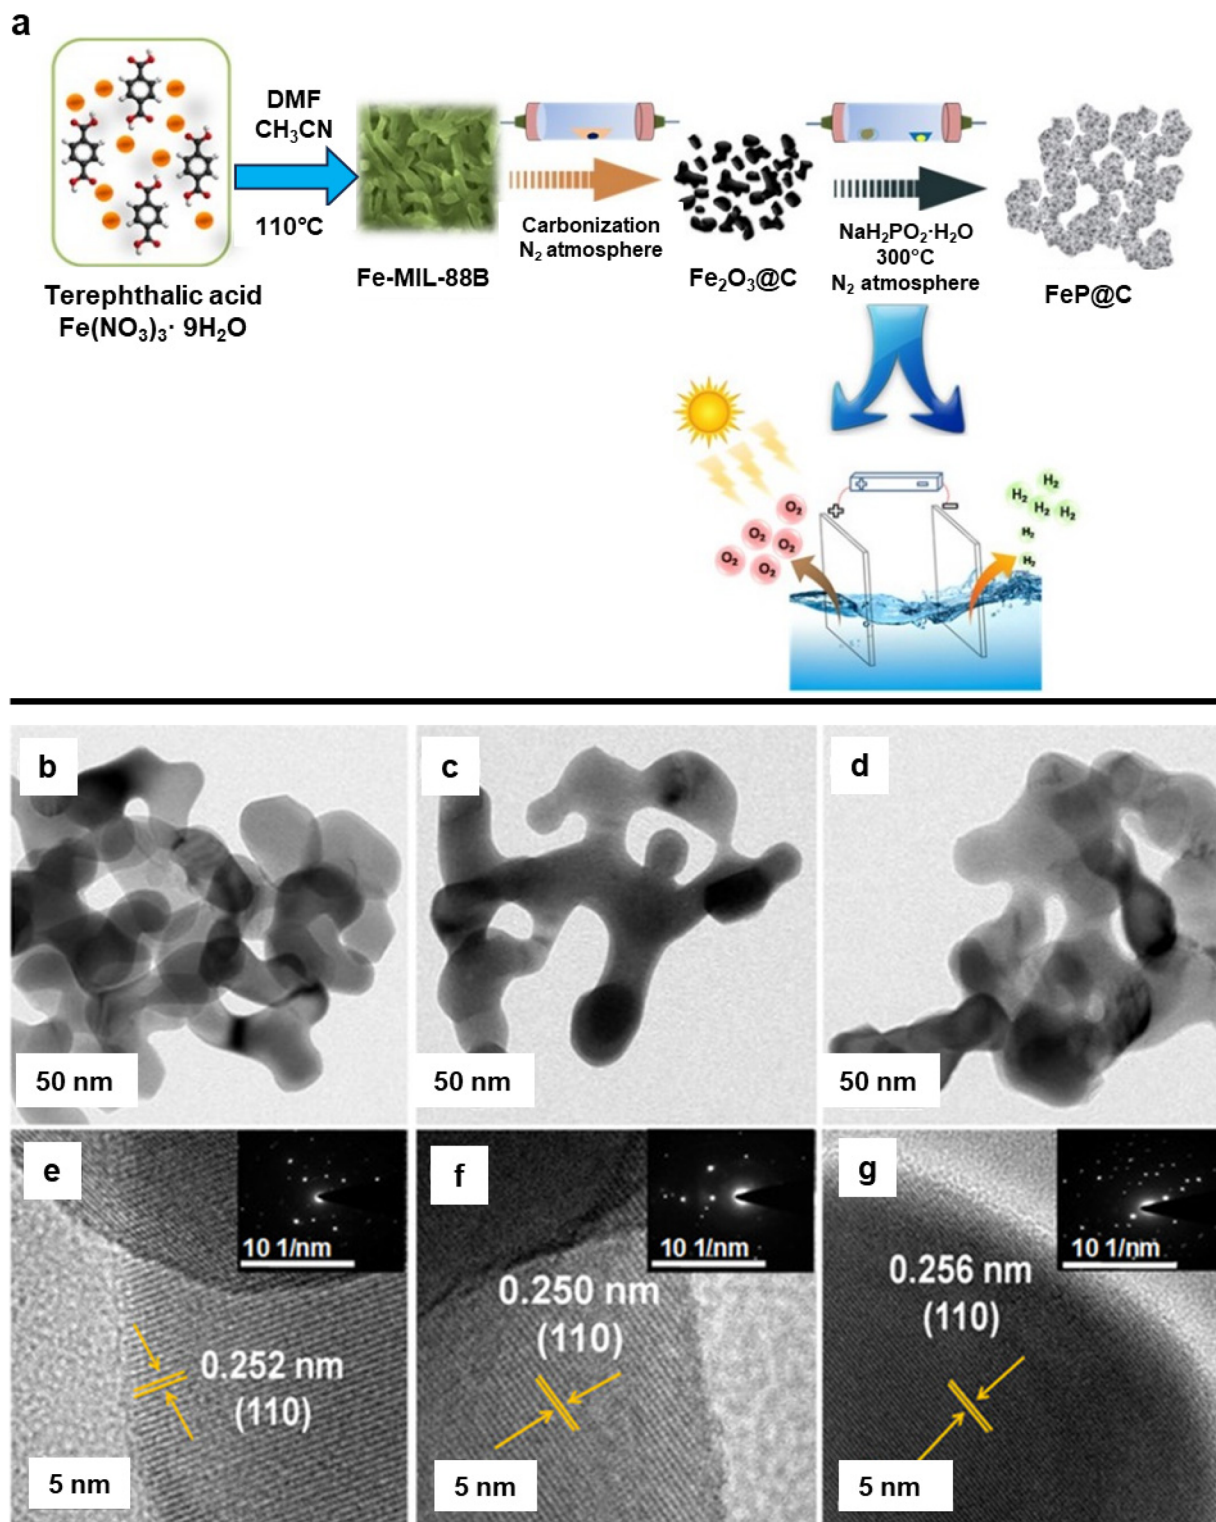 a
DMF
CH₃CN
110°C
Terephthalic acid
Fe(NO₃)₃· 9H₂O
Fe-MIL-88B
Carbonization
N₂ atmosphere
Fe₂O₃@C
NaH₂PO₂·H₂O
300°C
N₂ atmosphere
FeP@C
+
-
+
-
O₂
O₂
O₂
O₂
O₂
H₂
H₂
H₂
H₂
H₂
H₂
b
50 nm
c
50 nm
d
50 nm
e
10 1/nm
0.252 nm
(110)
5 nm
f
10 1/nm
0.250 nm
(110)
5 nm
g
10 1/nm
0.256 nm
(110)
5 nm